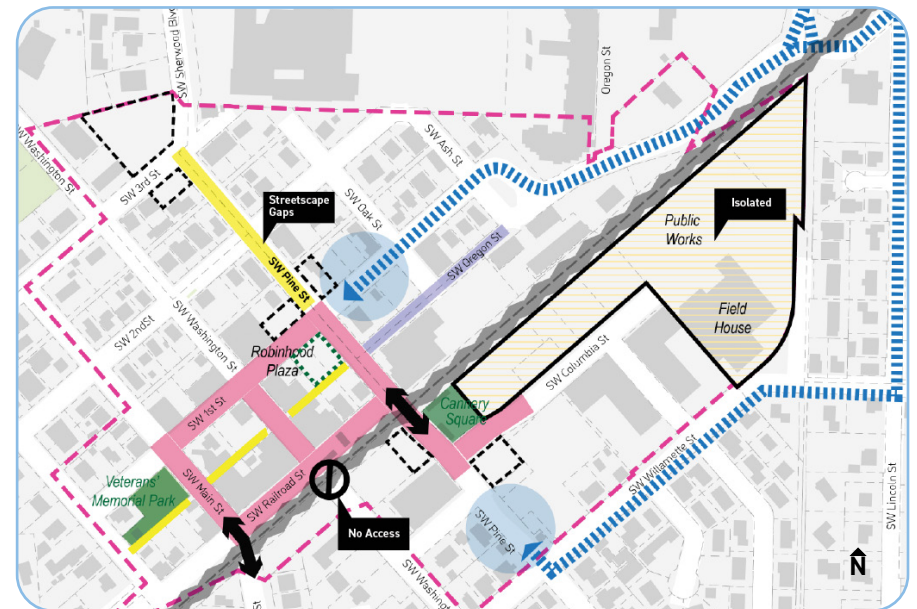 SW Sherwood Blvd
Oregon St
SW Washington St
SW 3rd St
SW Ash St
Streetscape
Gaps
SW Oak St
Isolated
Public
Works
SW Pine St
SW Oregon St
SW 2ndSt
SW Washington St
Robinhood
Plaza
Field
House
SW Columbia St
SW 1st St
Cannery
Square
Veterans'
Memorial Park
SW Main St
SW Railroad St
SW Willamette St
SW Lincoln St
No Access
SW Pine St
SW Washing
St
N